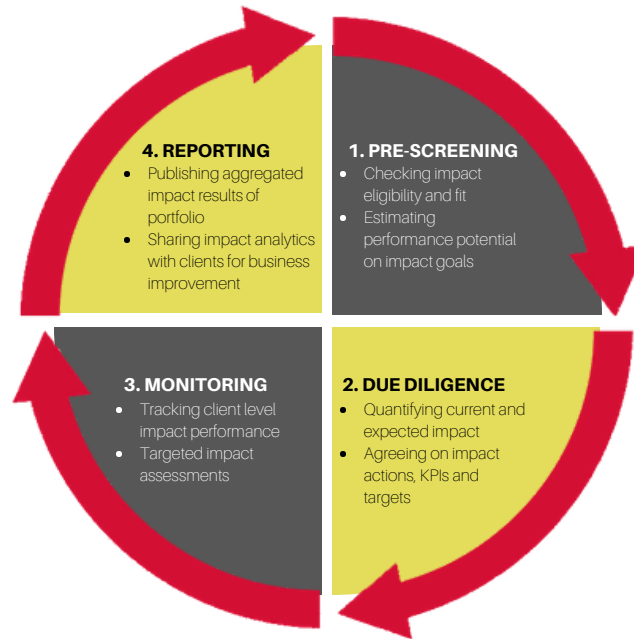 1. PRE-SCREENING
• Checking impact
eligibility and fit
• Estimating
performance potential
on impact goals
2. DUE DILIGENCE
• Quantifying current and
expected impact
• Agreeing on impact
actions, KPIs and
targets
3. MONITORING
• Tracking client level
impact performance
• Targeted impact
assessments
4. REPORTING
• Publishing aggregated
impact results of
portfolio
• Sharing impact analytics
with clients for business
improvement